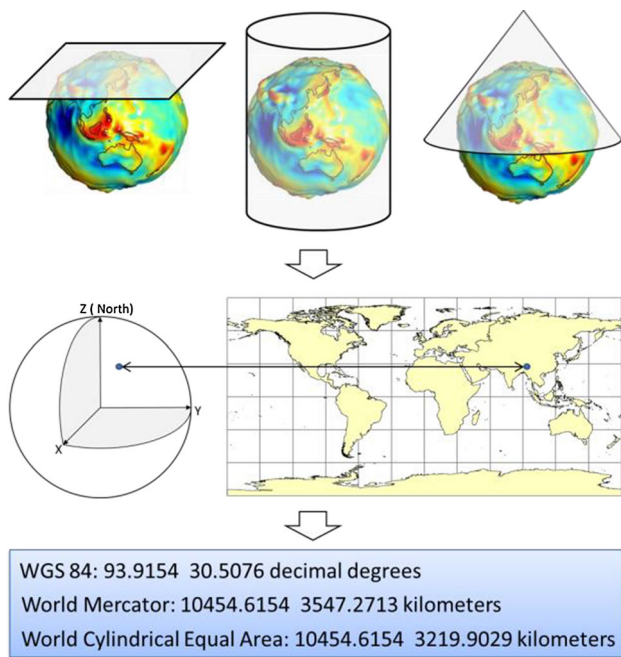 Z ( North)
Y
X
WGS 84: 93.9154 30.5076 decimal degrees
World Mercator: 10454.6154 3547.2713 kilometers
World Cylindrical Equal Area: 10454.6154 3219.9029 kilometers